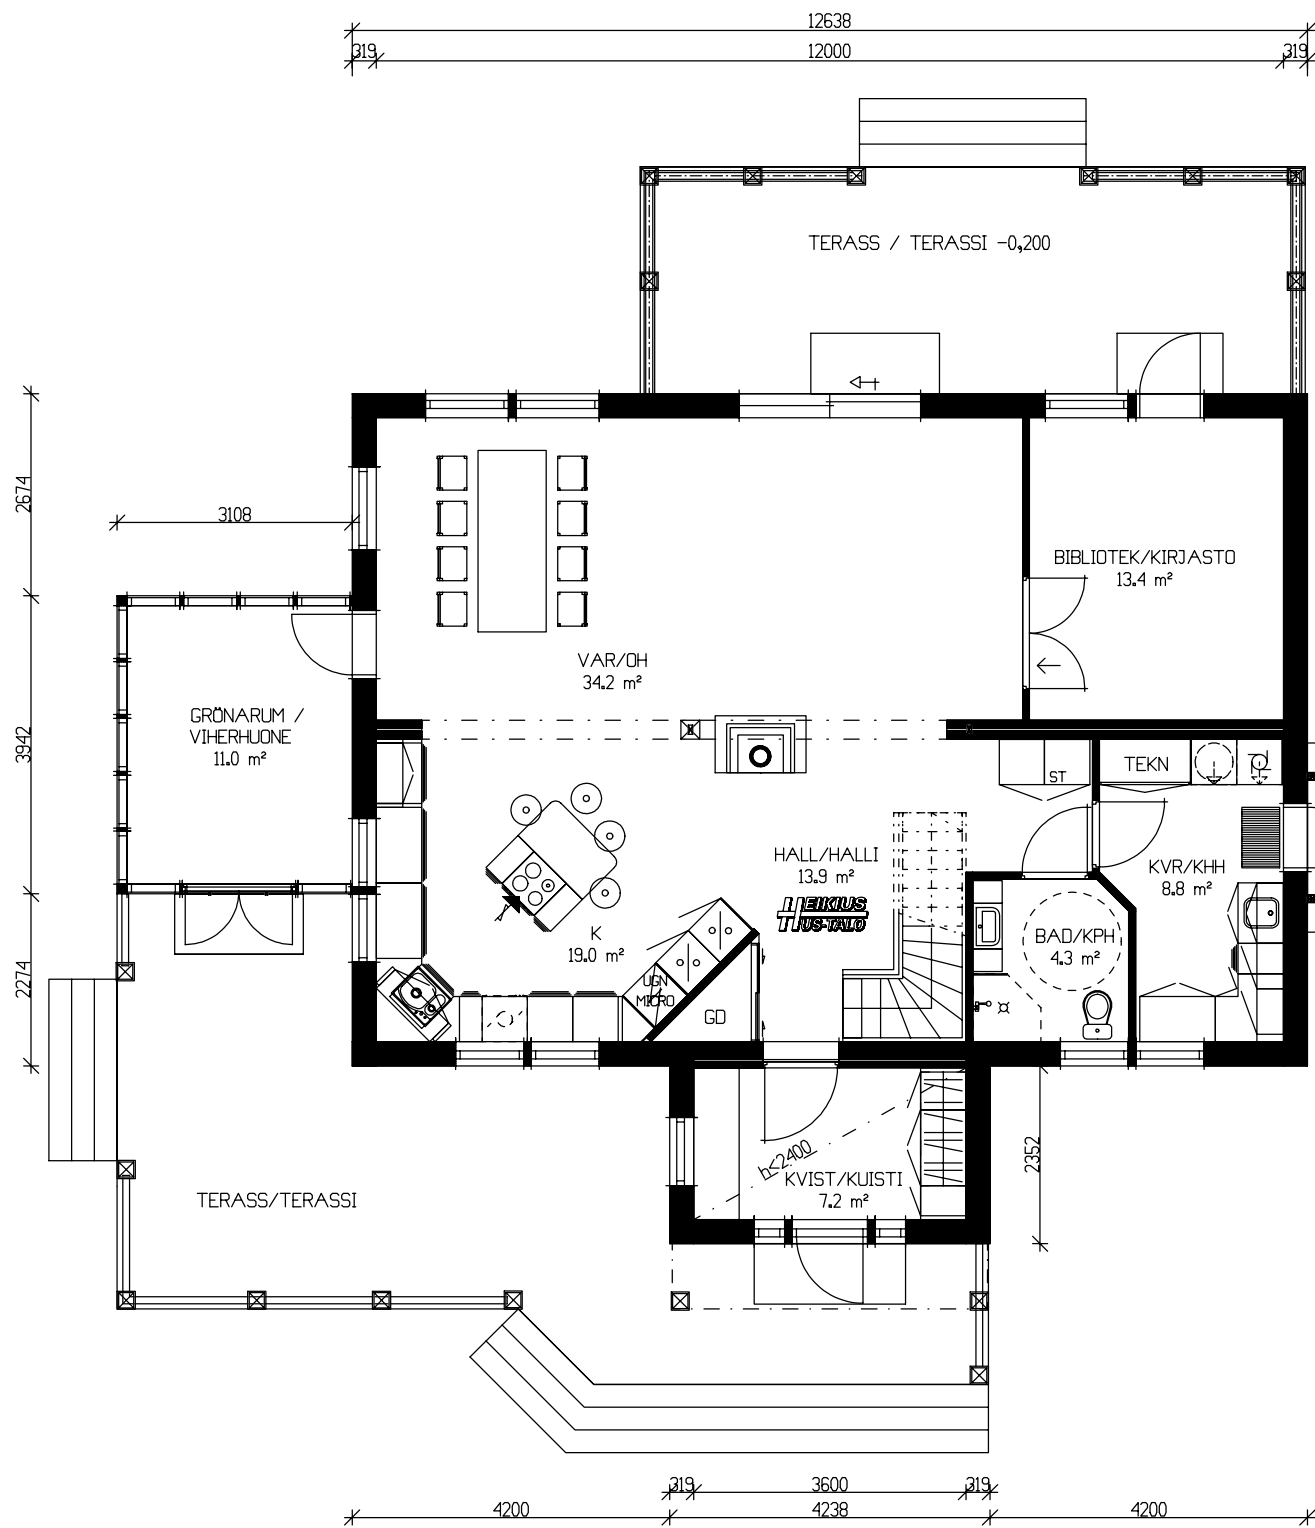 12638
319
12000
319
TERASS / TERASSI -0,200
2674
3108
BIBLIOTEK/KIRJASTO
13.4 m²
VAR/OH
34.2 m²
GRÖNARUM /
VIHERHUONE
11.0 m²
3942
ST
TEKN
HALL/HALLI
13.9 m²
KVR/KHH
8.8 m²
HEIKIUS
HUS-TALO
K
19.0 m²
BAD/KPH
4.3 m²
2274
UGN
MICRO
GD
h<2400
2352
KVIST/KUISTI
7.2 m²
TERASS/TERASSI
319
3600
319
4200
4238
4200